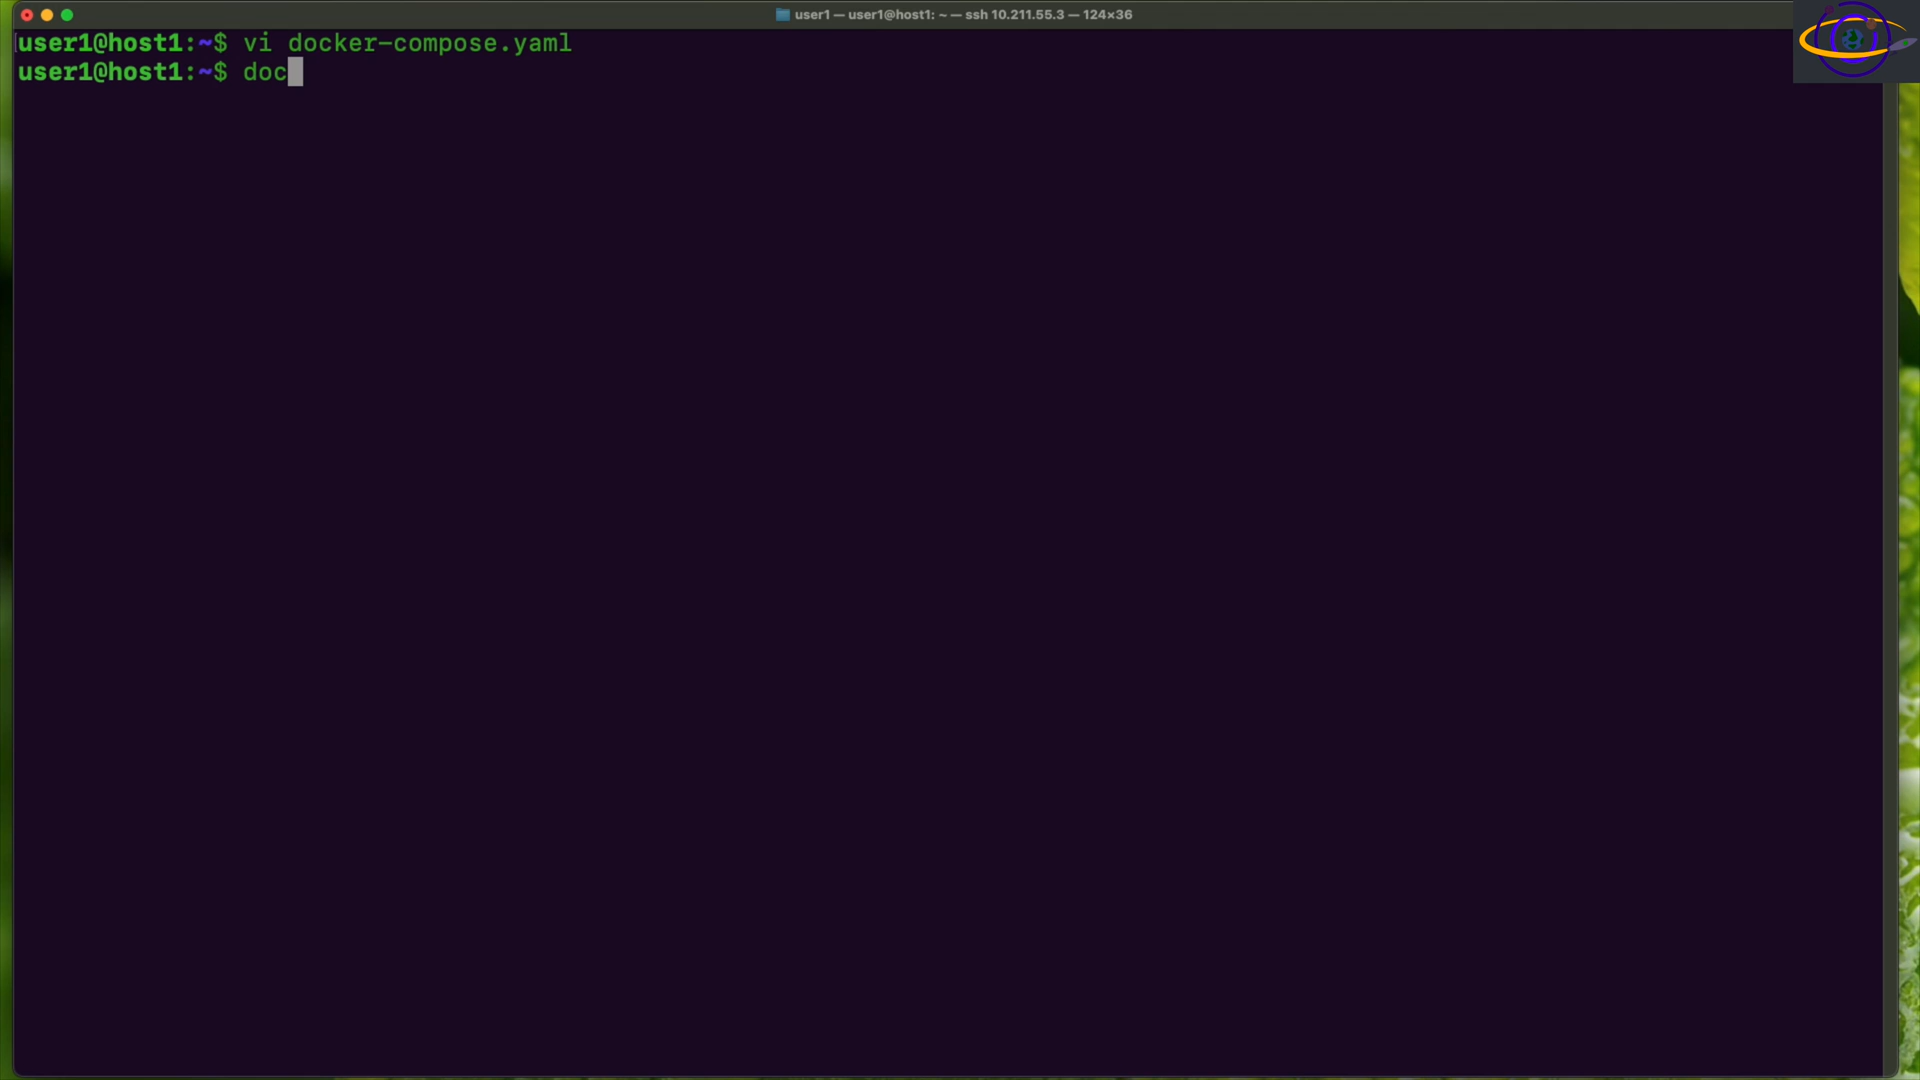 user1 — user1@host1: ~ — ssh 10.211.55.3 — 124×36
user1@host1:~$ vi docker-compose.yaml
user1@host1:~$ doc